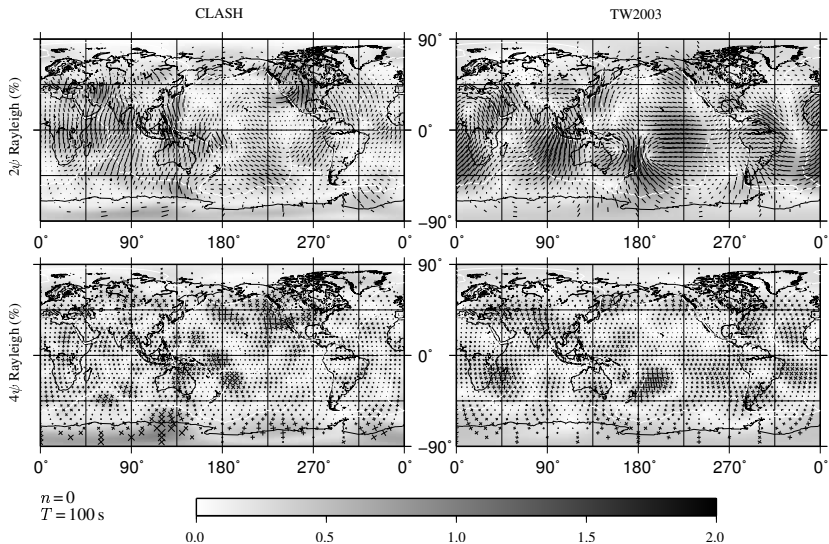 CLASH TW2003
2ψ Rayleigh (%)
90°
0°
−90°
0° 90° 180° 270° 0° 0° 90° 180° 270° 0°
4ψ Rayleigh (%)
90°
0°
−90°
0° 90° 180° 270° 0° 0° 90° 180° 270° 0°
n=0
T=100 s
0.0 0.5 1.0 1.5 2.0